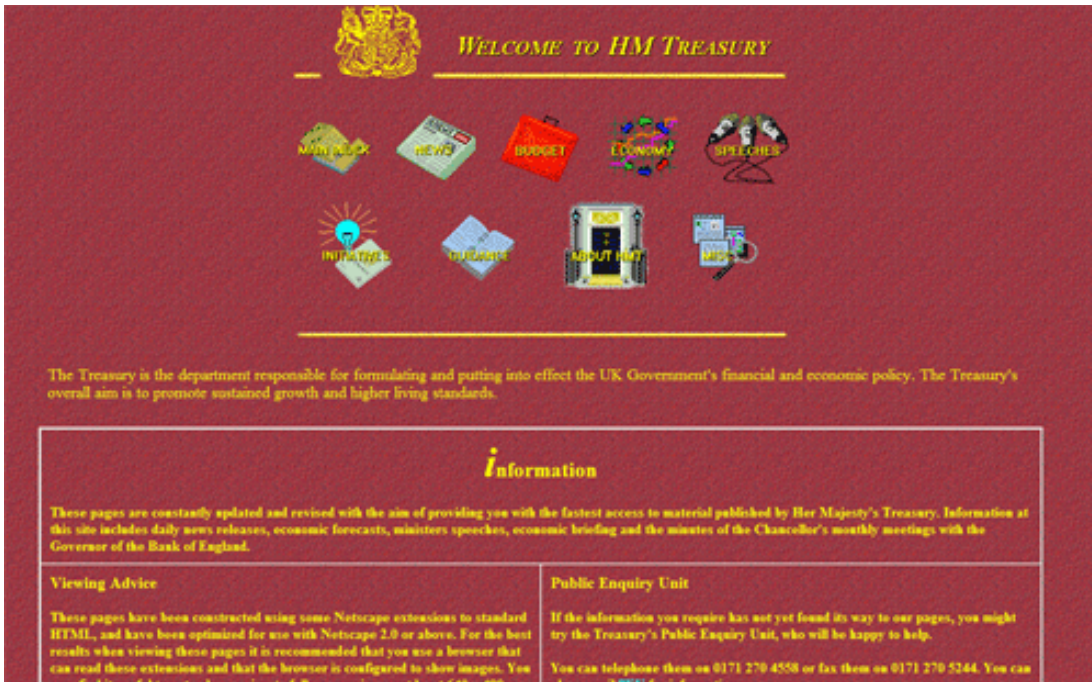 WELCOME TO HM TREASURY
MAIN INDEX
NEWS
BUDGET
ECONOMY
SPEECHES
INITIATIVES
GUIDANCE
ABOUT HMT
MISC
The Treasury is the department responsible for formulating and putting into effect the UK Government's financial and economic policy. The Treasury's
overall aim is to promote sustained growth and higher living standards.
information
These pages are constantly updated and revised with the aim of providing you with the fastest access to material published by Her Majesty's Treasury. Information at
this site includes daily news releases, economic forecasts, ministers speeches, economic briefing and the minutes of the Chancellor's monthly meetings with the
Governor of the Bank of England.
Viewing Advice
These pages have been constructed using some Netscape extensions to standard
HTML, and have been optimized for use with Netscape 2.0 or above. For the best
results when viewing these pages it is recommended that you use a browser that
can read these extensions and that the browser is configured to show images. You
Public Enquiry Unit
If the information you require has not yet found its way to our pages, you might
try the Treasury's Public Enquiry Unit, who will be happy to help.
You can telephone them on 0171 270 4558 or fax them on 0171 270 5244. You can